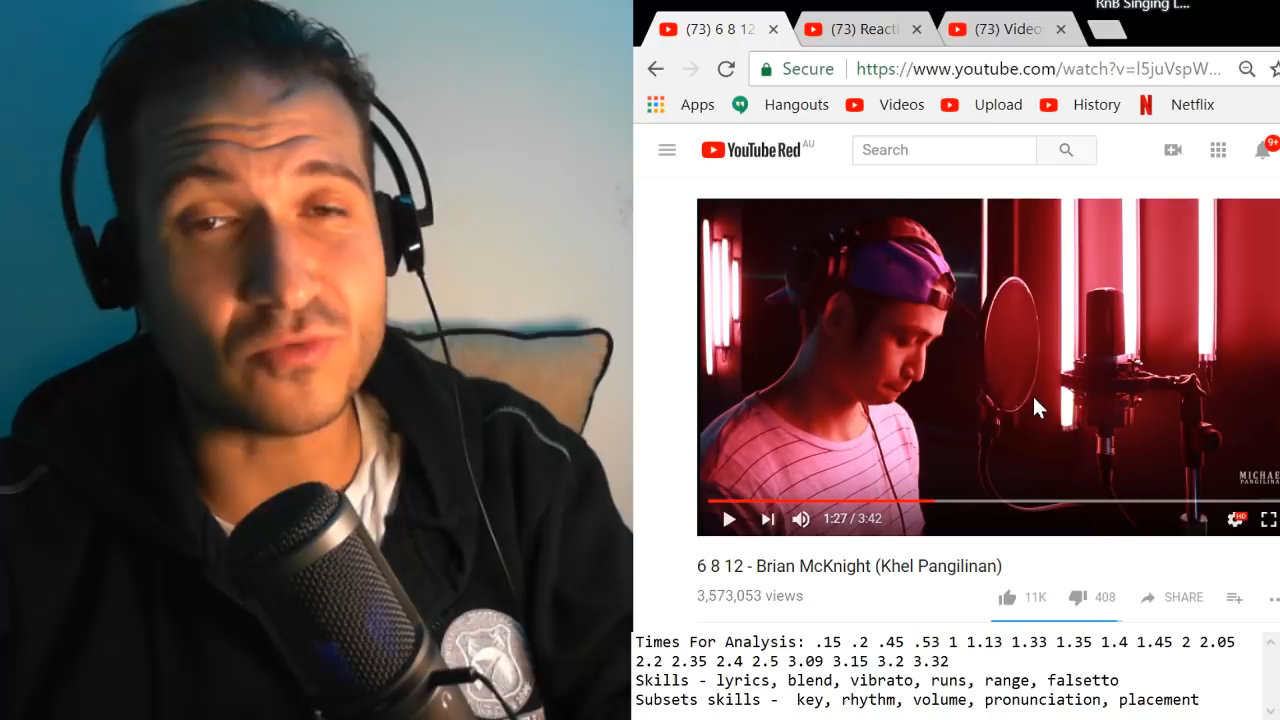 RnB Singing L...
(73) 6 8 12
(73) Reacti
(73) Video
Secure
https://www.youtube.com/watch?v=l5juVspW...
Apps
Hangouts
Videos
Upload
History
Netflix
YouTube Red AU
Search
9+
MICHAE
PANGILINA
1:27 / 3:42
HD
6 8 12 - Brian McKnight (Khel Pangilinan)
3,573,053 views
11K
408
SHARE
Times For Analysis: .15 .2 .45 .53 1 1.13 1.33 1.35 1.4 1.45 2 2.05
2.2 2.35 2.4 2.5 3.09 3.15 3.2 3.32
Skills - lyrics, blend, vibrato, runs, range, falsetto
Subsets skills -  key, rhythm, volume, pronunciation, placement